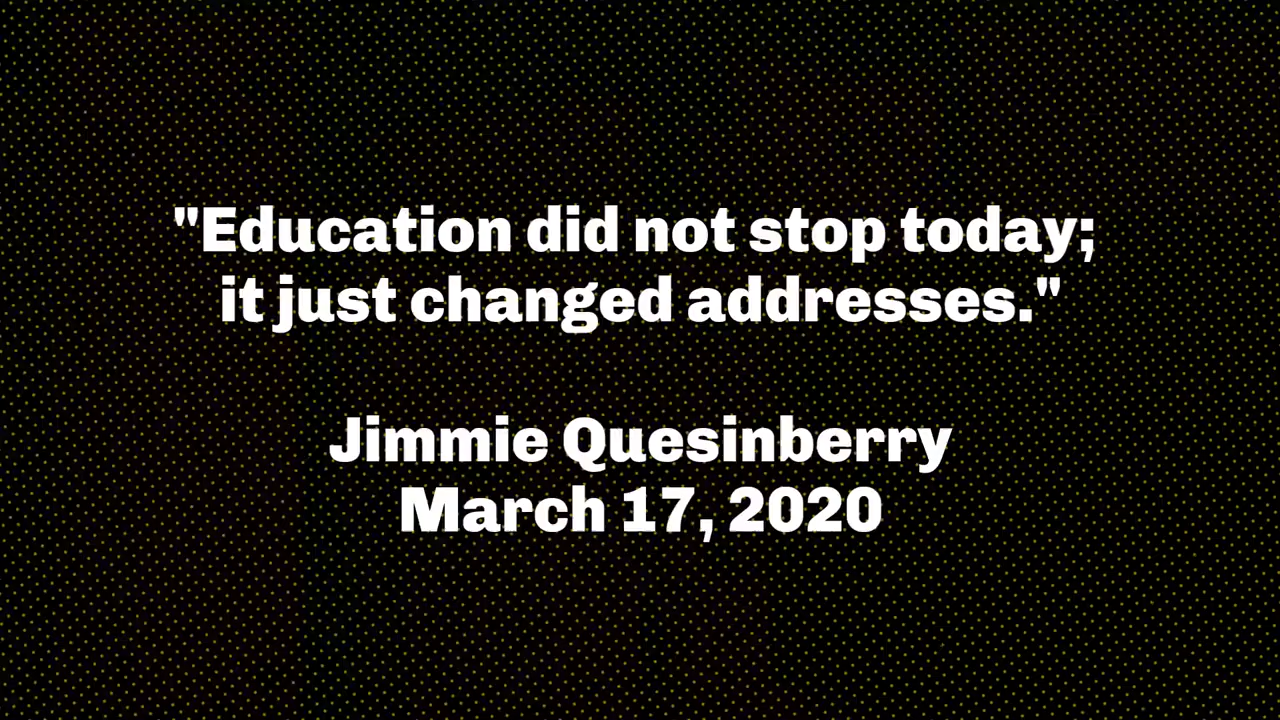 "Education did not stop today;
it just changed addresses."
Jimmie Quesinberry
March 17, 2020